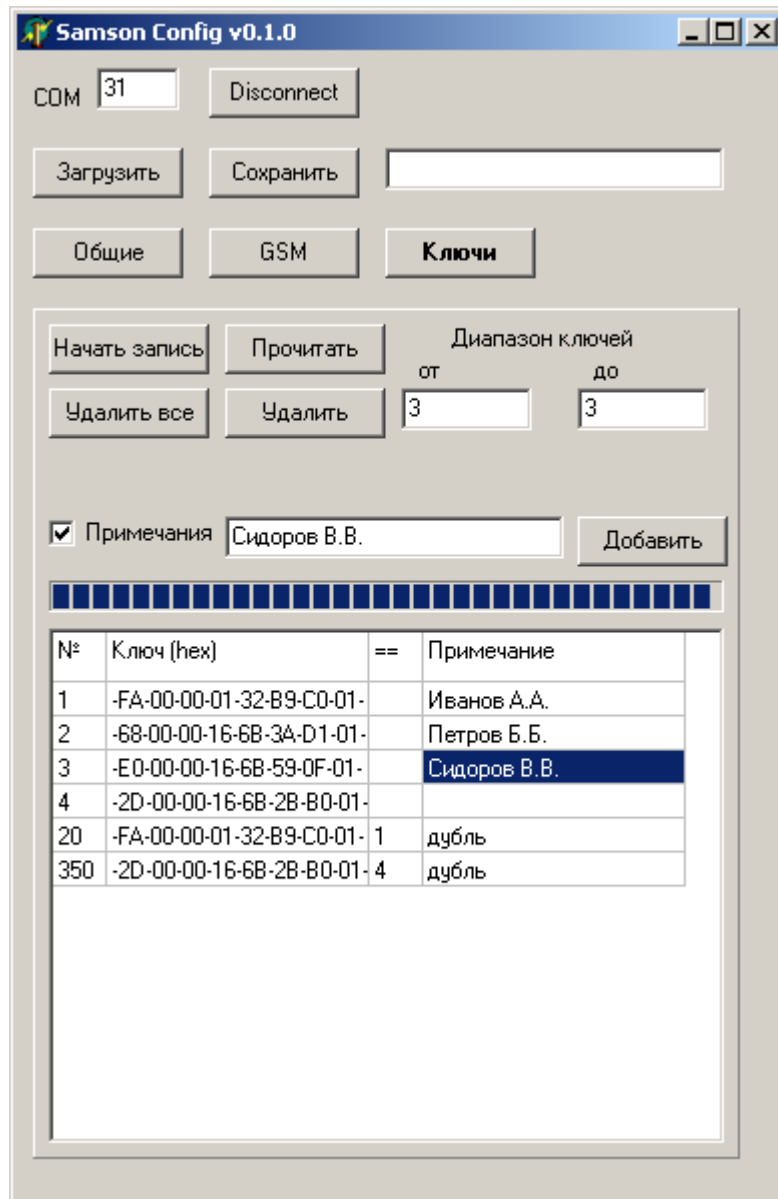 Samson Config v0.1.0
COM 31 Disconnect
Загрузить Сохранить
Общие GSM Ключи
Начать запись Прочитать Диапазон ключей
от до
Удалить все Удалить 3 3
Примечания Сидоров В.В. Добавить
№ Ключ (hex) == Примечание
1 -FA-00-00-01-32-B9-C0-01- Иванов А.А.
2 -68-00-00-16-6B-3A-D1-01- Петров Б.Б.
3 -E0-00-00-16-6B-59-0F-01- Сидоров В.В.
4 -2D-00-00-16-6B-2B-B0-01-
20 -FA-00-00-01-32-B9-C0-01- 1 дубль
350 -2D-00-00-16-6B-2B-B0-01- 4 дубль